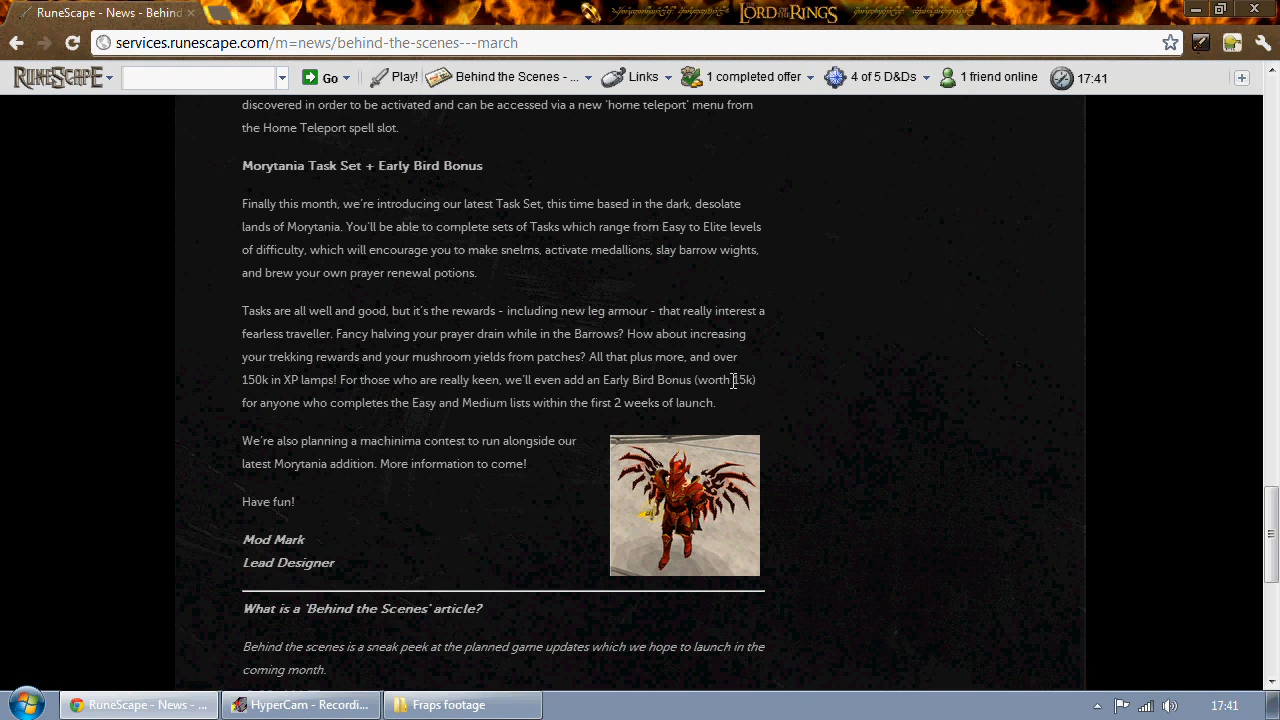 RuneScape - News - Behind
LORD OF THE RINGS
services.runescape.com/m=news/behind-the-scenes---march
RUNESCAPE
Go
Play!
Behind the Scenes - ...
Links
1 completed offer
4 of 5 D&Ds
1 friend online
17:41
discovered in order to be activated and can be accessed via a new 'home teleport' menu from
the Home Teleport spell slot.
Morytania Task Set + Early Bird Bonus
Finally this month, we're introducing our latest Task Set, this time based in the dark, desolate
lands of Morytania. You'll be able to complete sets of Tasks which range from Easy to Elite levels
of difficulty, which will encourage you to make snelms, activate medallions, slay barrow wights,
and brew your own prayer renewal potions.
Tasks are all well and good, but it's the rewards - including new leg armour - that really interest a
fearless traveller. Fancy halving your prayer drain while in the Barrows? How about increasing
your trekking rewards and your mushroom yields from patches? All that plus more, and over
150k in XP lamps! For those who are really keen, we'll even add an Early Bird Bonus (worth 15k)
for anyone who completes the Easy and Medium lists within the first 2 weeks of launch.
We're also planning a machinima contest to run alongside our
latest Morytania addition. More information to come!
Have fun!
Mod Mark
Lead Designer
What is a 'Behind the Scenes' article?
Behind the scenes is a sneak peek at the planned game updates which we hope to launch in the
coming month.
RuneScape - News - ...
HyperCam - Recordi...
Fraps footage
17:41